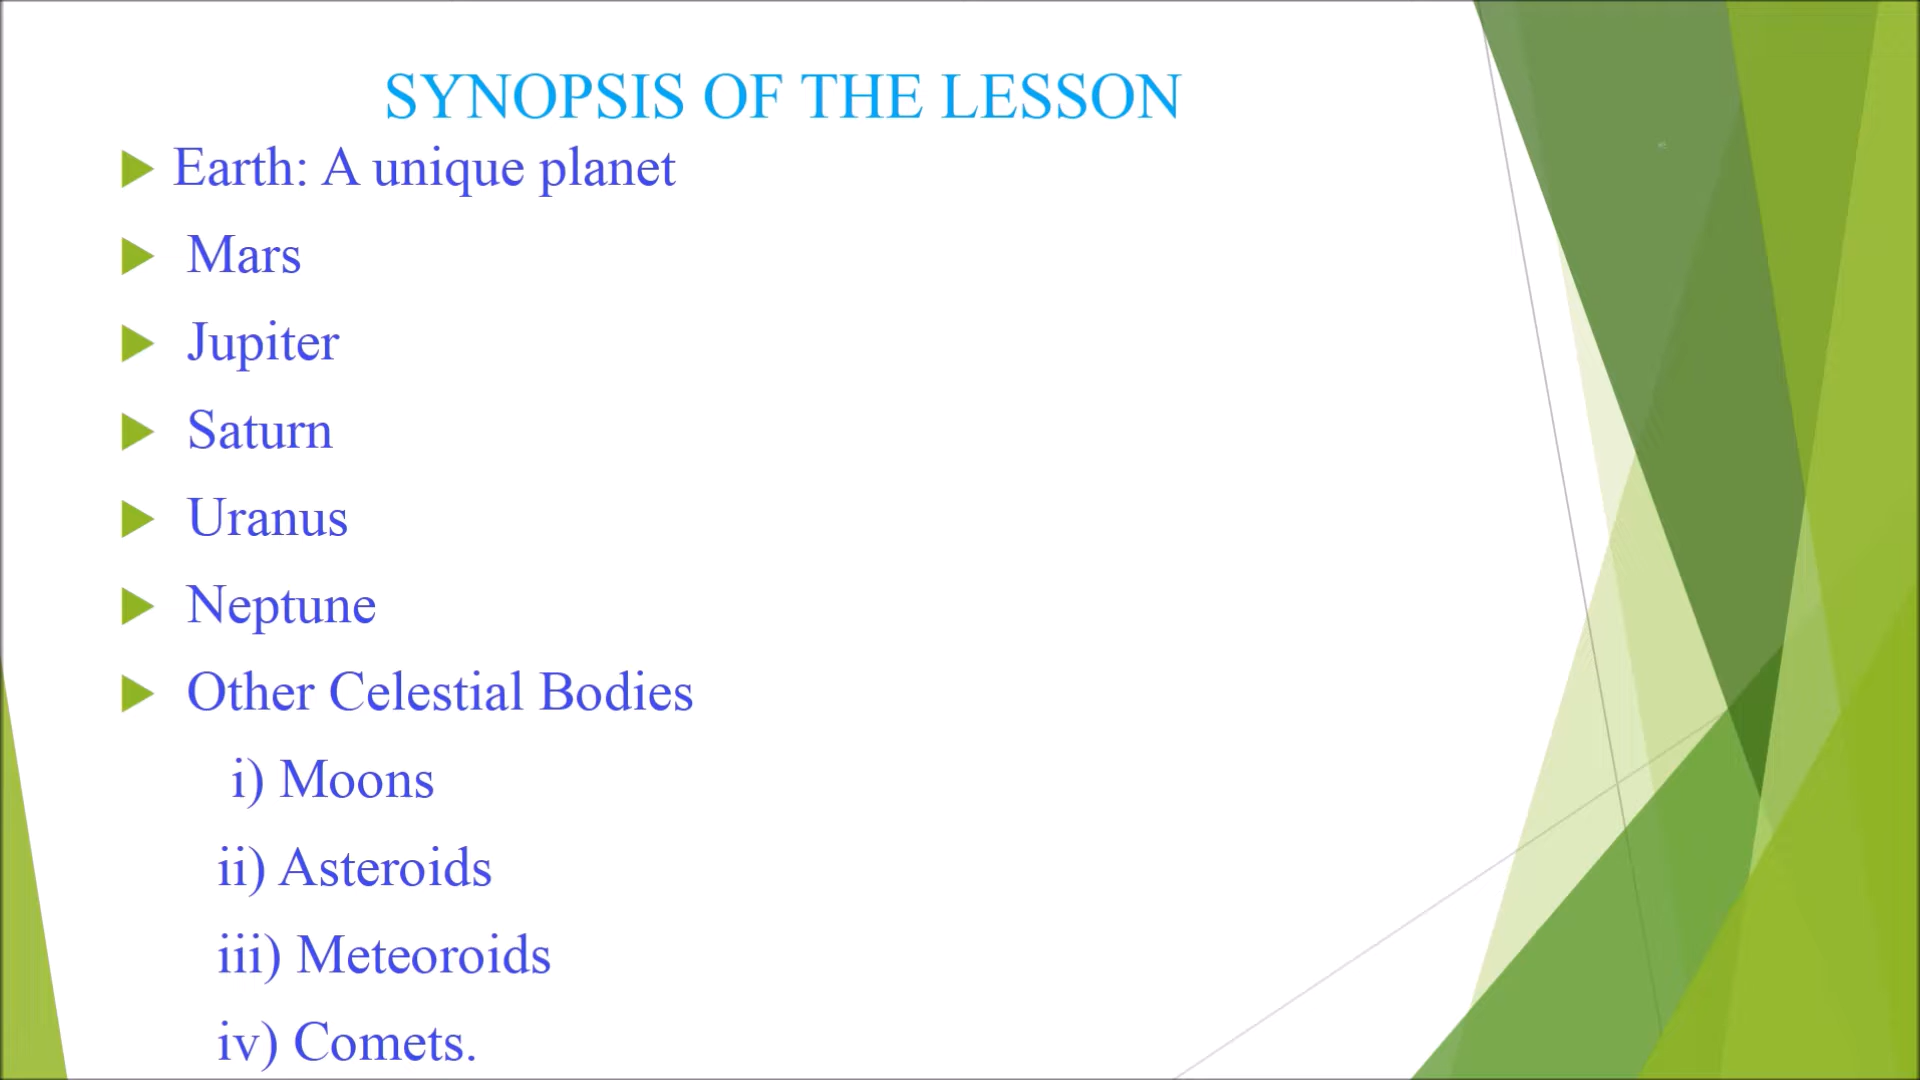 SYNOPSIS OF THE LESSON
Earth: A unique planet
Mars
Jupiter
Saturn
Uranus
Neptune
Other Celestial Bodies
i) Moons
ii) Asteroids
iii) Meteoroids
iv) Comets.